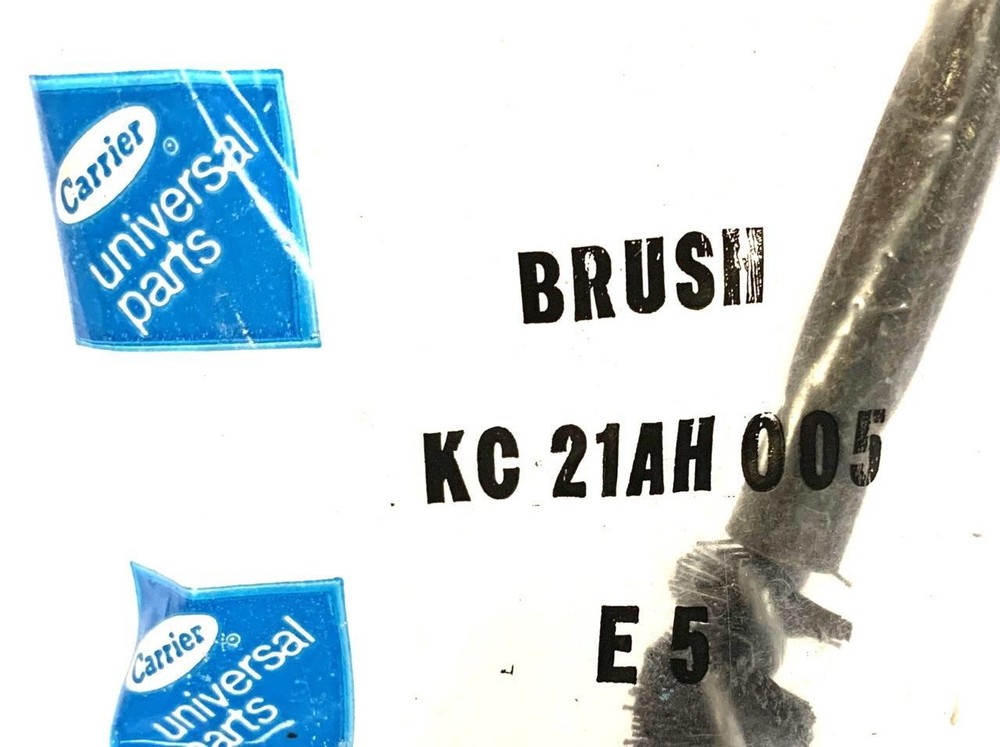 Carrier ®
universal
parts
BRUSH
KC 21AH 005
E 5
Carrier ®
universal
parts